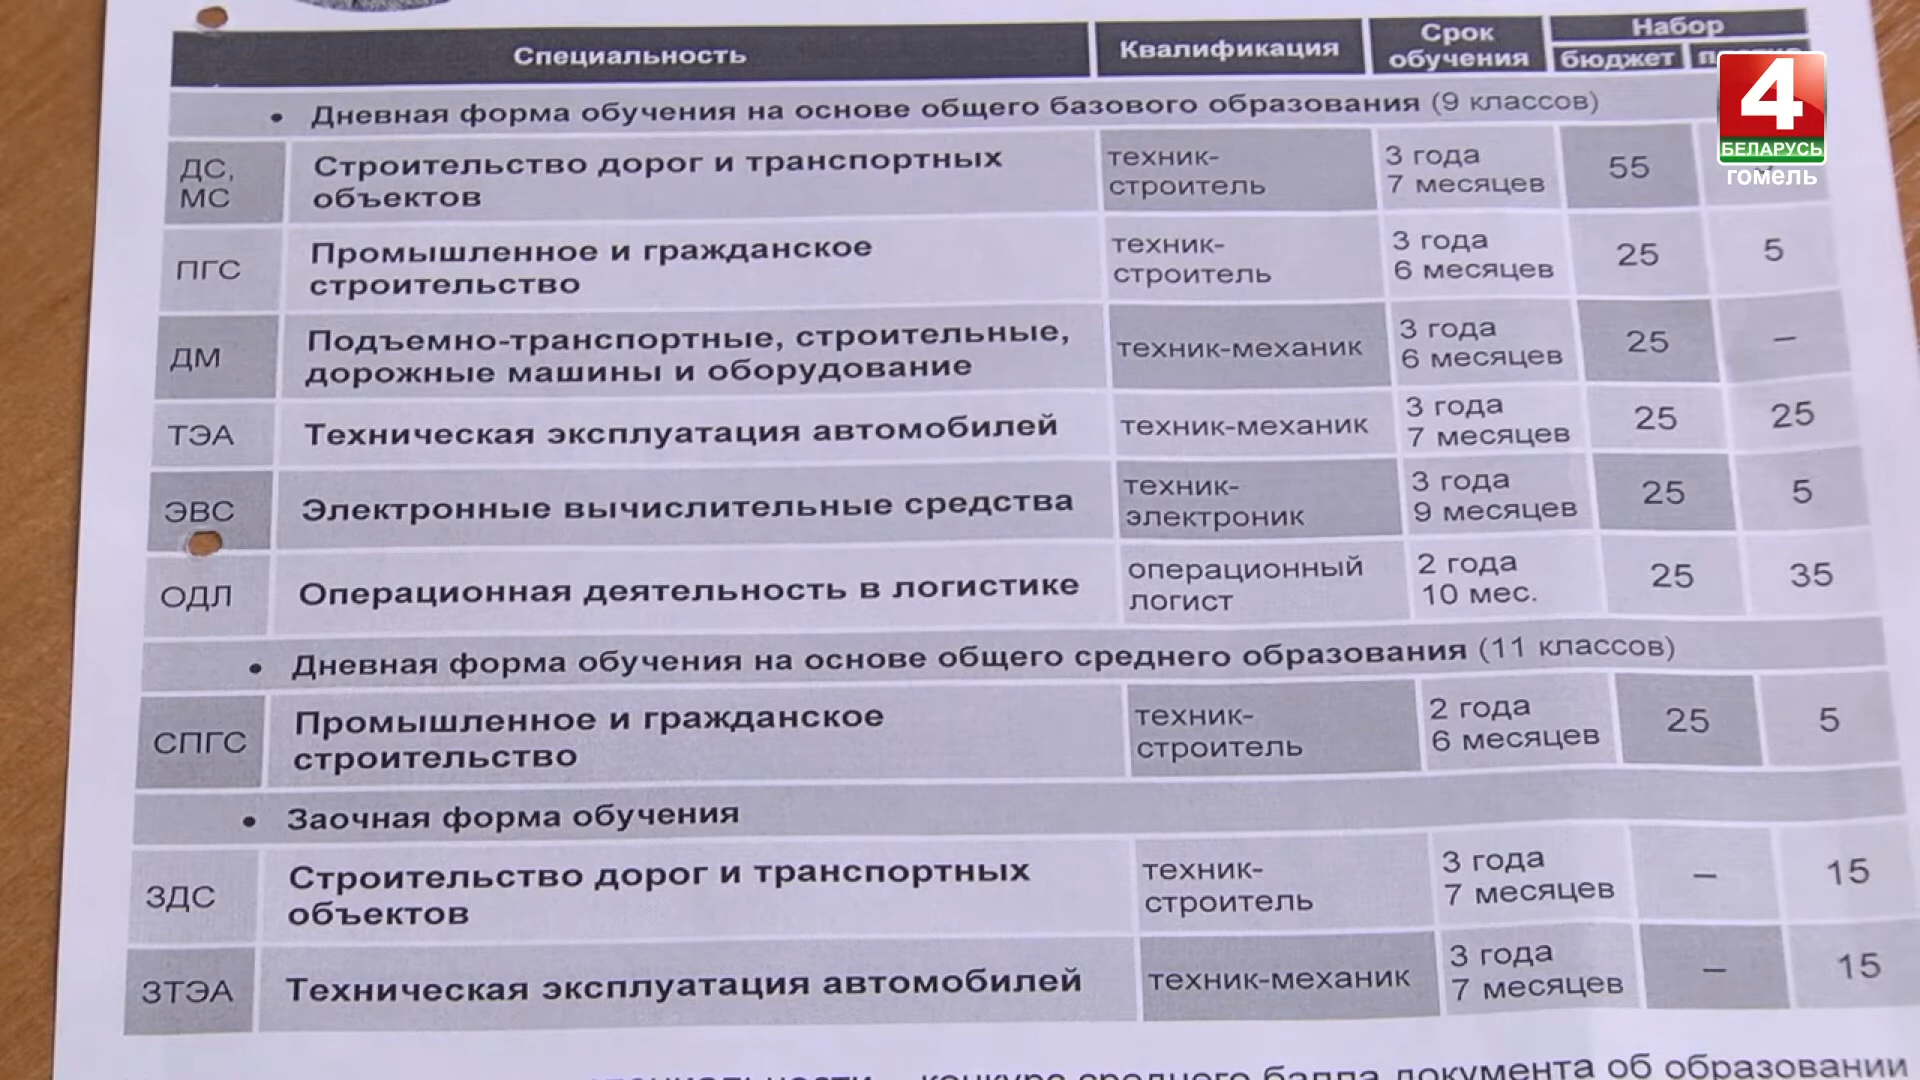 Специальность
Квалификация
Срок
обучения
Набор
бюджет
• Дневная форма обучения на основе общего базового образования (9 классов)
ДС,
МС
Строительство дорог и транспортных
объектов
техник-
строитель
3 года
7 месяцев
55
ПГС
Промышленное и гражданское
строительство
техник-
строитель
3 года
6 месяцев
25
5
ДМ
Подъемно-транспортные, строительные,
дорожные машины и оборудование
техник-механик
3 года
6 месяцев
25
–
ТЭА
Техническая эксплуатация автомобилей
техник-механик
3 года
7 месяцев
25
25
ЭВС
Электронные вычислительные средства
техник-
электроник
3 года
9 месяцев
25
5
ОДЛ
Операционная деятельность в логистике
операционный
логист
2 года
10 мес.
25
35
• Дневная форма обучения на основе общего среднего образования (11 классов)
СПГС
Промышленное и гражданское
строительство
техник-
строитель
2 года
6 месяцев
25
5
• Заочная форма обучения
ЗДС
Строительство дорог и транспортных
объектов
техник-
строитель
3 года
7 месяцев
–
15
ЗТЭА
Техническая эксплуатация автомобилей
техник-механик
3 года
7 месяцев
–
15
конкурс среднего балла документа об образовании
4
БЕЛАРУСЬ
гомель